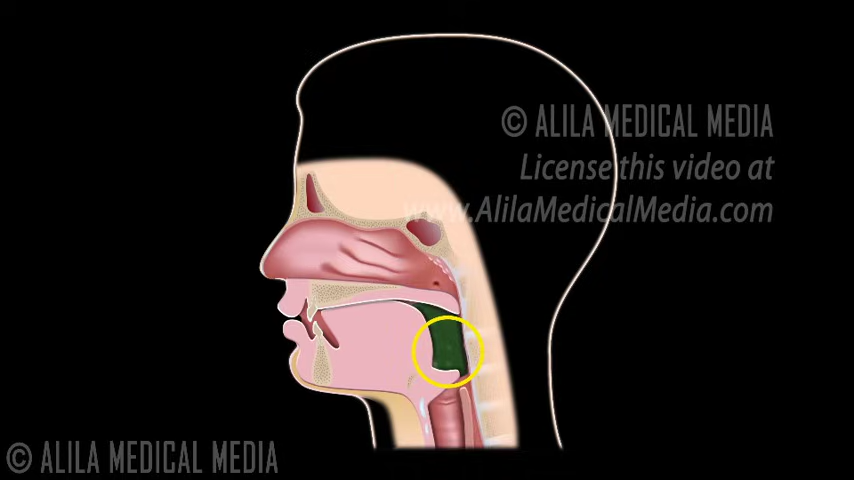 © ALILA MEDICAL MEDIA
License this video at
www.AlilaMedicalMedia.com
© ALILA MEDICAL MEDIA